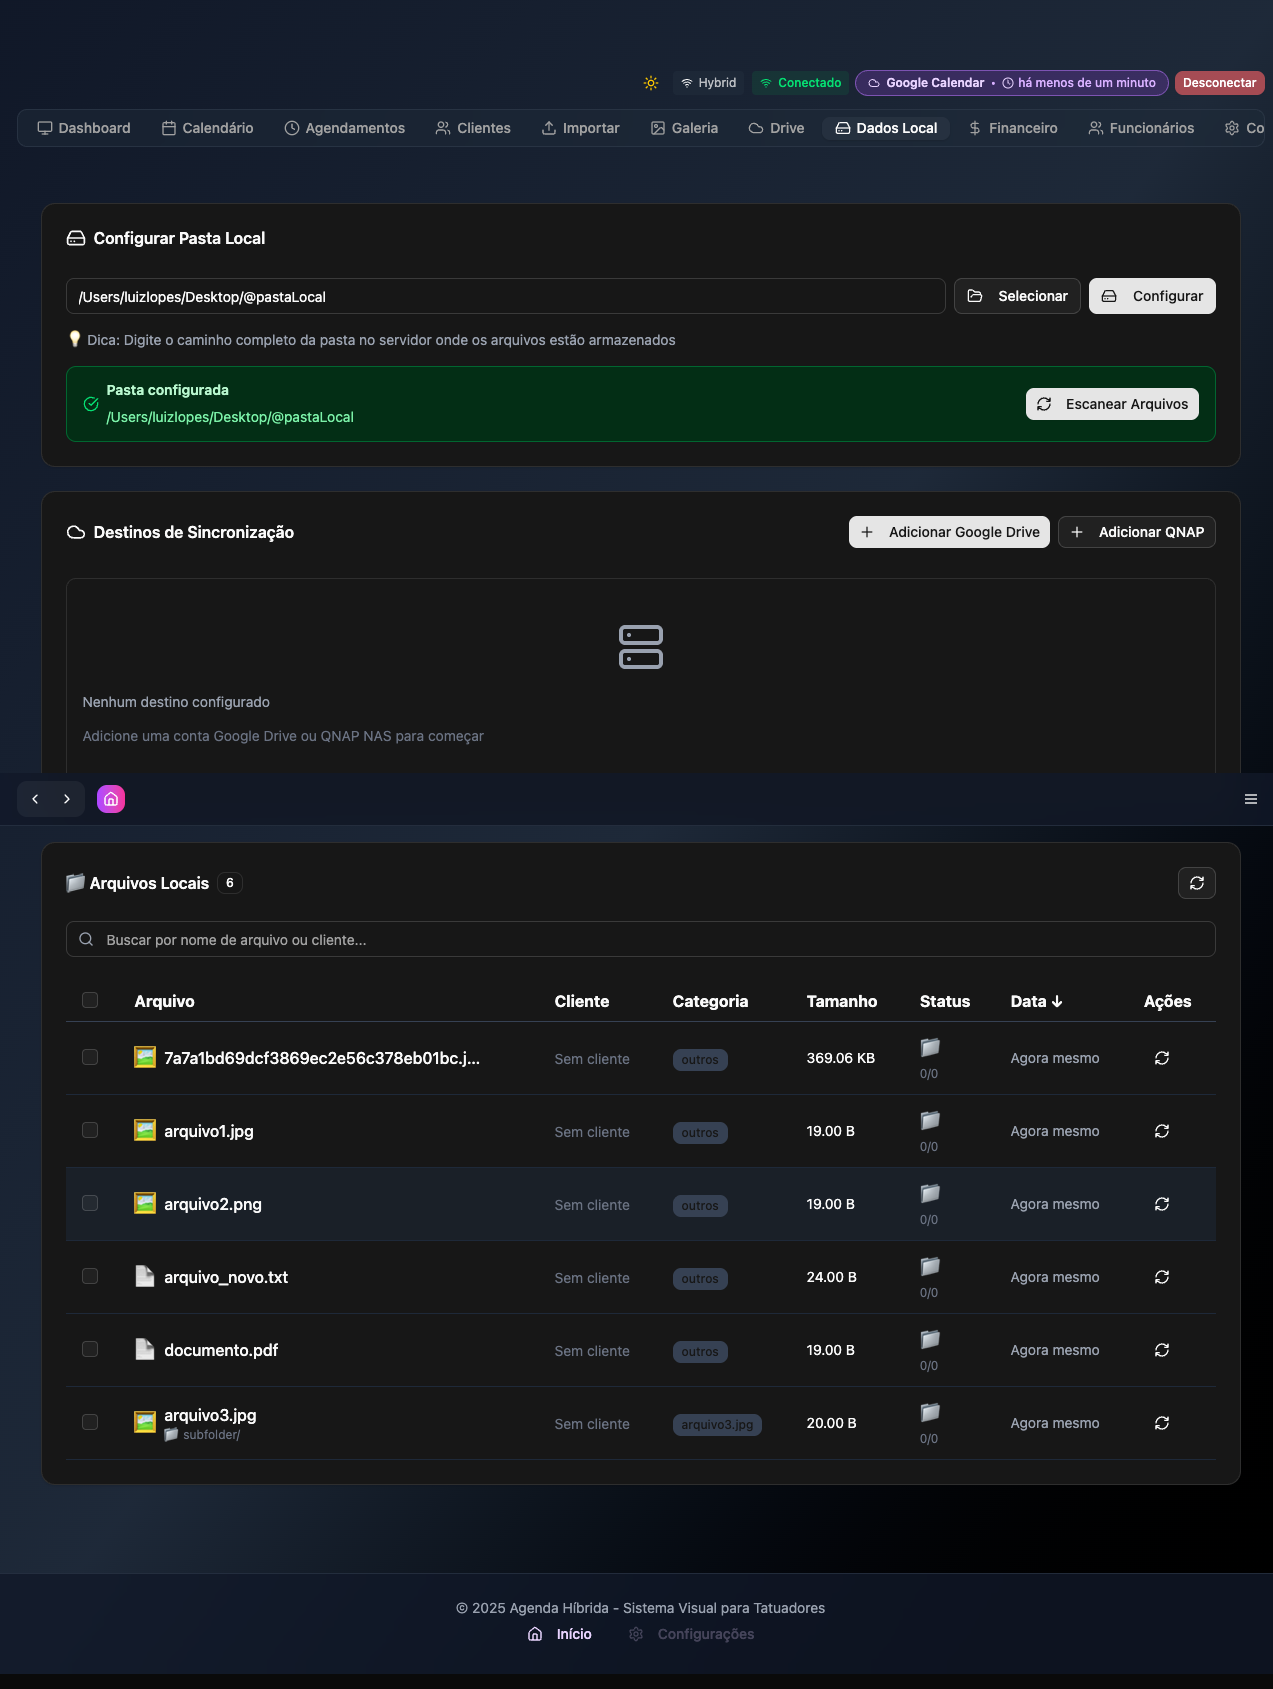 Hybrid Conectado Google Calendar • há menos de um minuto Desconectar
Dashboard Calendário Agendamentos Clientes Importar Galeria Drive Dados Local Financeiro Funcionários Co
Configurar Pasta Local
/Users/luizlopes/Desktop/@pastaLocal Selecionar Configurar
Dica: Digite o caminho completo da pasta no servidor onde os arquivos estão armazenados
Pasta configurada
/Users/luizlopes/Desktop/@pastaLocal
Escanear Arquivos
Destinos de Sincronização Adicionar Google Drive Adicionar QNAP
Nenhum destino configurado
Adicione uma conta Google Drive ou QNAP NAS para começar
Arquivos Locais 6
Buscar por nome de arquivo ou cliente...
Arquivo Cliente Categoria Tamanho Status Data ↓ Ações
7a7a1bd69dcf3869ec2e56c378eb01bc.j... Sem cliente outros 369.06 KB 0/0 Agora mesmo
arquivo1.jpg Sem cliente outros 19.00 B 0/0 Agora mesmo
arquivo2.png Sem cliente outros 19.00 B 0/0 Agora mesmo
arquivo_novo.txt Sem cliente outros 24.00 B 0/0 Agora mesmo
documento.pdf Sem cliente outros 19.00 B 0/0 Agora mesmo
arquivo3.jpg Sem cliente arquivo3.jpg 20.00 B 0/0 Agora mesmo
subfolder/
© 2025 Agenda Híbrida - Sistema Visual para Tatuadores
Início Configurações